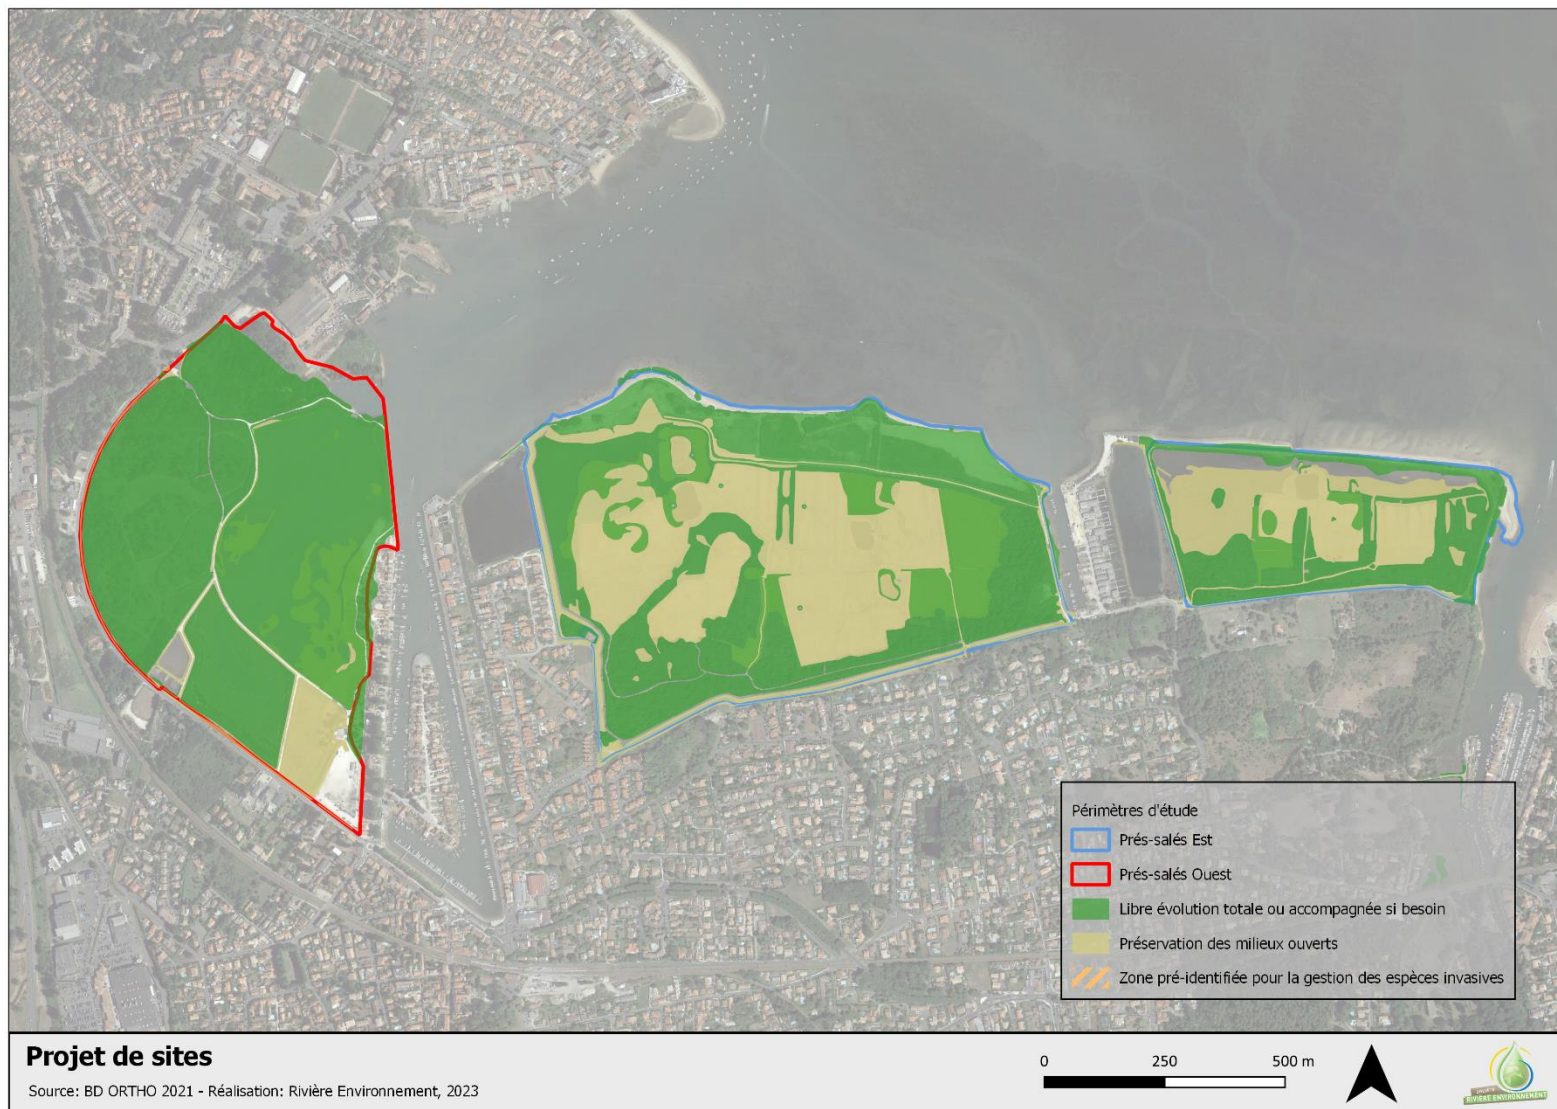 Périmètres d'étude
Prés-salés Est
Prés-salés Ouest
Libre évolution totale ou accompagnée si besoin
Préservation des milieux ouverts
Zone pré-identifiée pour la gestion des espèces invasives
Projet de sites
Source: BD ORTHO 2021 - Réalisation: Rivière Environnement, 2023
0 250 500 m
RIVIÈRE ENVIRONNEMENT